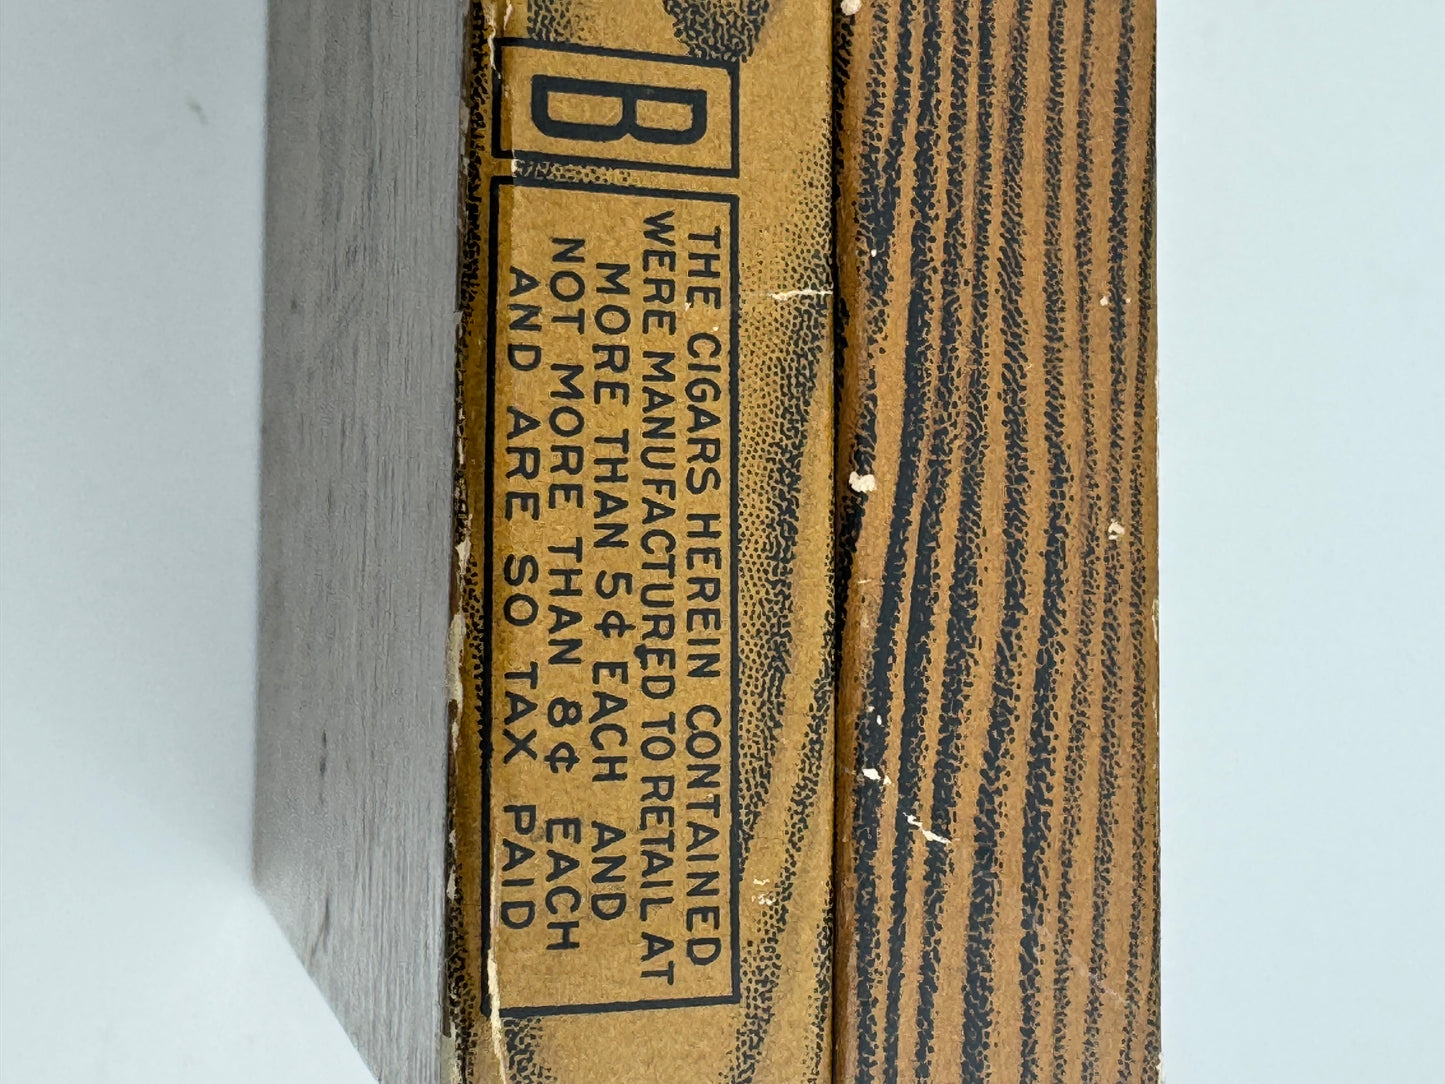 B
THE CIGARS HEREIN CONTAINED
WERE MANUFACTURED TO RETAIL AT
MORE THAN 5¢ EACH AND
NOT MORE THAN 8¢ EACH
AND ARE SO TAX PAID